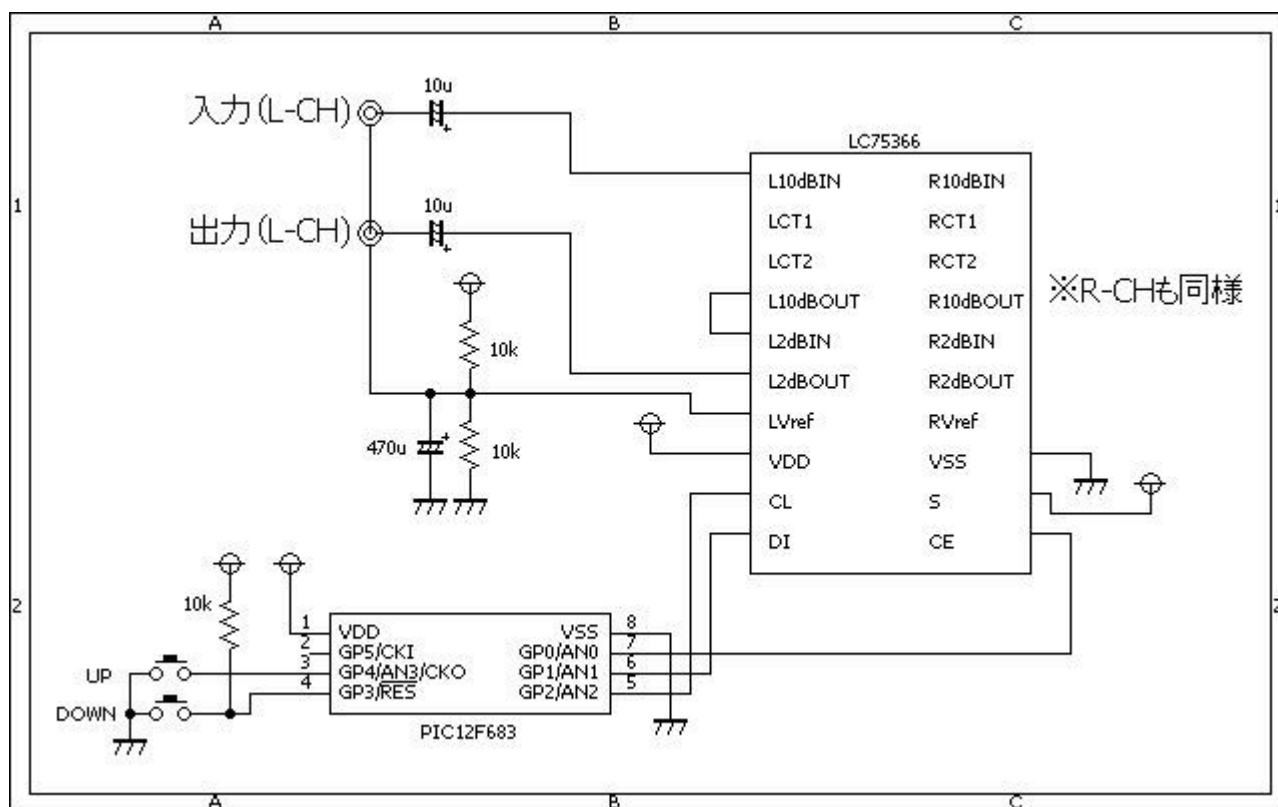 A B C
10u
入力(L-CH)
LC75366
L10dBIN R10dBIN
1 1
10u
LCT1 RCT1
出力(L-CH)
LCT2 RCT2
※R-CHも同様
L10dBOUT R10dBOUT
10k
L2dBIN R2dBIN
L2dBOUT R2dBOUT
LVref RVref
470u 10k
VDD VSS
CL S
DI CE
2 2
10k
1 VDD VSS 8
2 GP5/CKI GP0/AN0 7
UP 3 GP4/AN3/CKO GP1/AN1 6
DOWN 4 GP3/RES GP2/AN2 5
PIC12F683
A B C